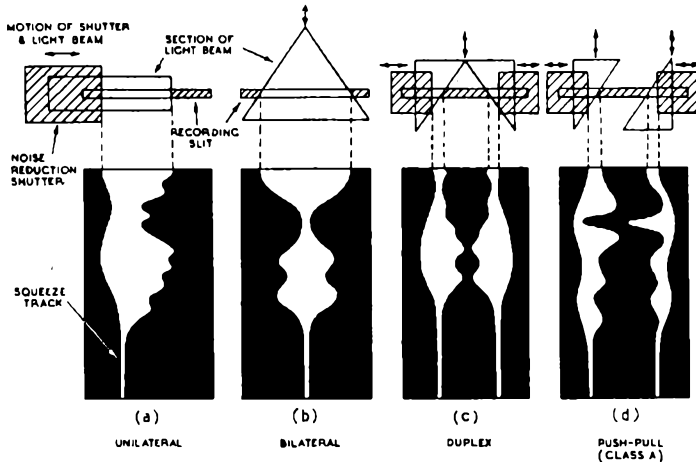 MOTION OF SHUTTER
& LIGHT BEAM
SECTION OF
LIGHT BEAM
RECORDING
SLIT
NOISE
REDUCTION
SHUTTER
SQUEEZE
TRACK
(a)
(b)
(c)
(d)
UNILATERAL
BILATERAL
DUPLEX
PUSH-PULL
(CLASS A)